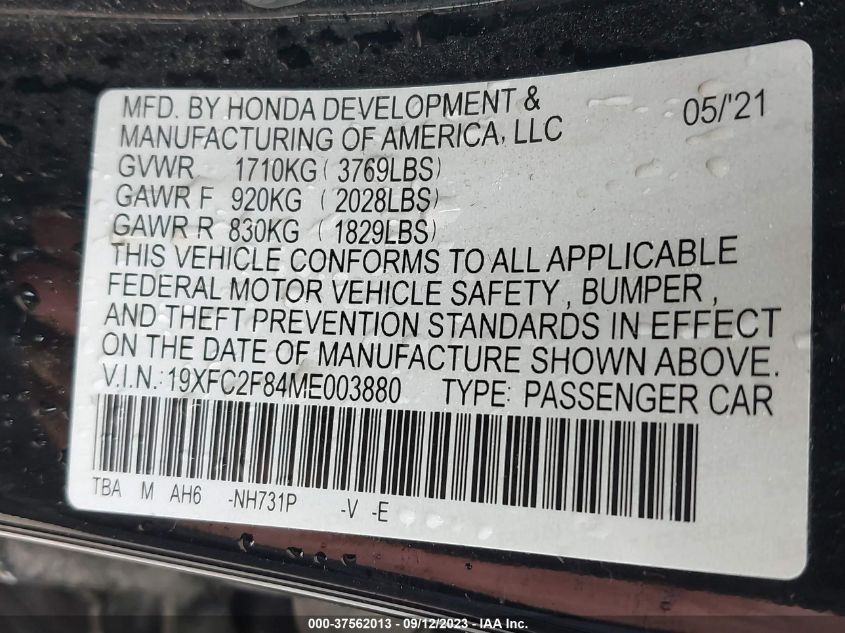 MFD. BY HONDA DEVELOPMENT & 05/'21
MANUFACTURING OF AMERICA, LLC
GVWR 1710KG ( 3769LBS)
GAWR F 920KG ( 2028LBS)
GAWR R 830KG ( 1829LBS)
THIS VEHICLE CONFORMS TO ALL APPLICABLE
FEDERAL MOTOR VEHICLE SAFETY , BUMPER ,
AND THEFT PREVENTION STANDARDS IN EFFECT
ON THE DATE OF MANUFACTURE SHOWN ABOVE.
V.I.N.: 19XFC2F84ME003880 TYPE: PASSENGER CAR
TBA M AH6 -NH731P -V -E
000-37562013 - 09/12/2023 - IAA Inc.